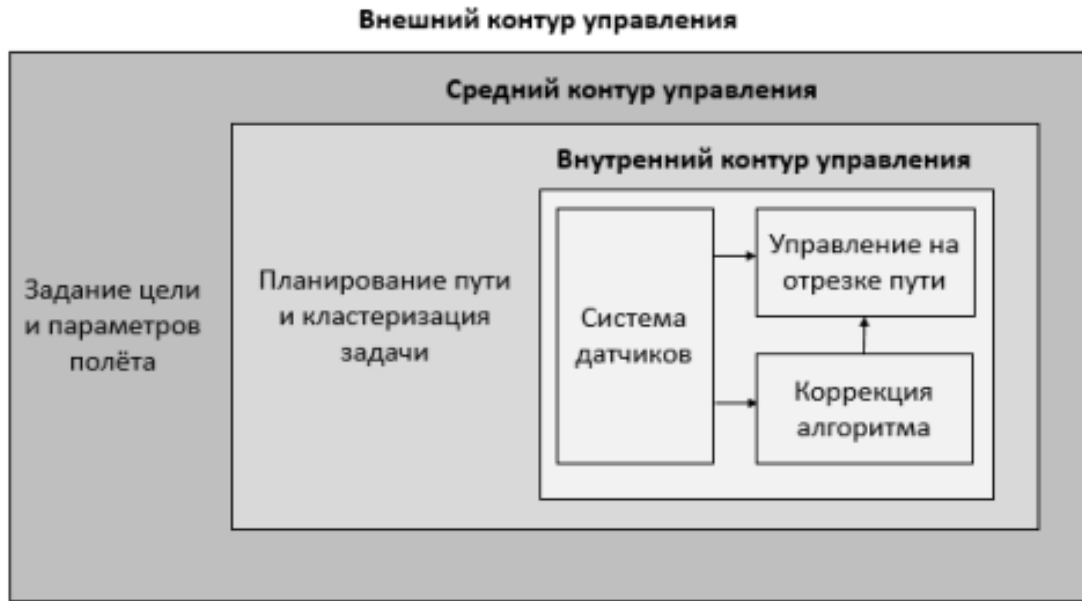 Внешний контур управления
Средний контур управления
Внутренний контур управления
Задание цели
и параметров
полёта
Планирование пути
и кластеризация
задачи
Система
датчиков
Управление на
отрезке пути
Коррекция
алгоритма